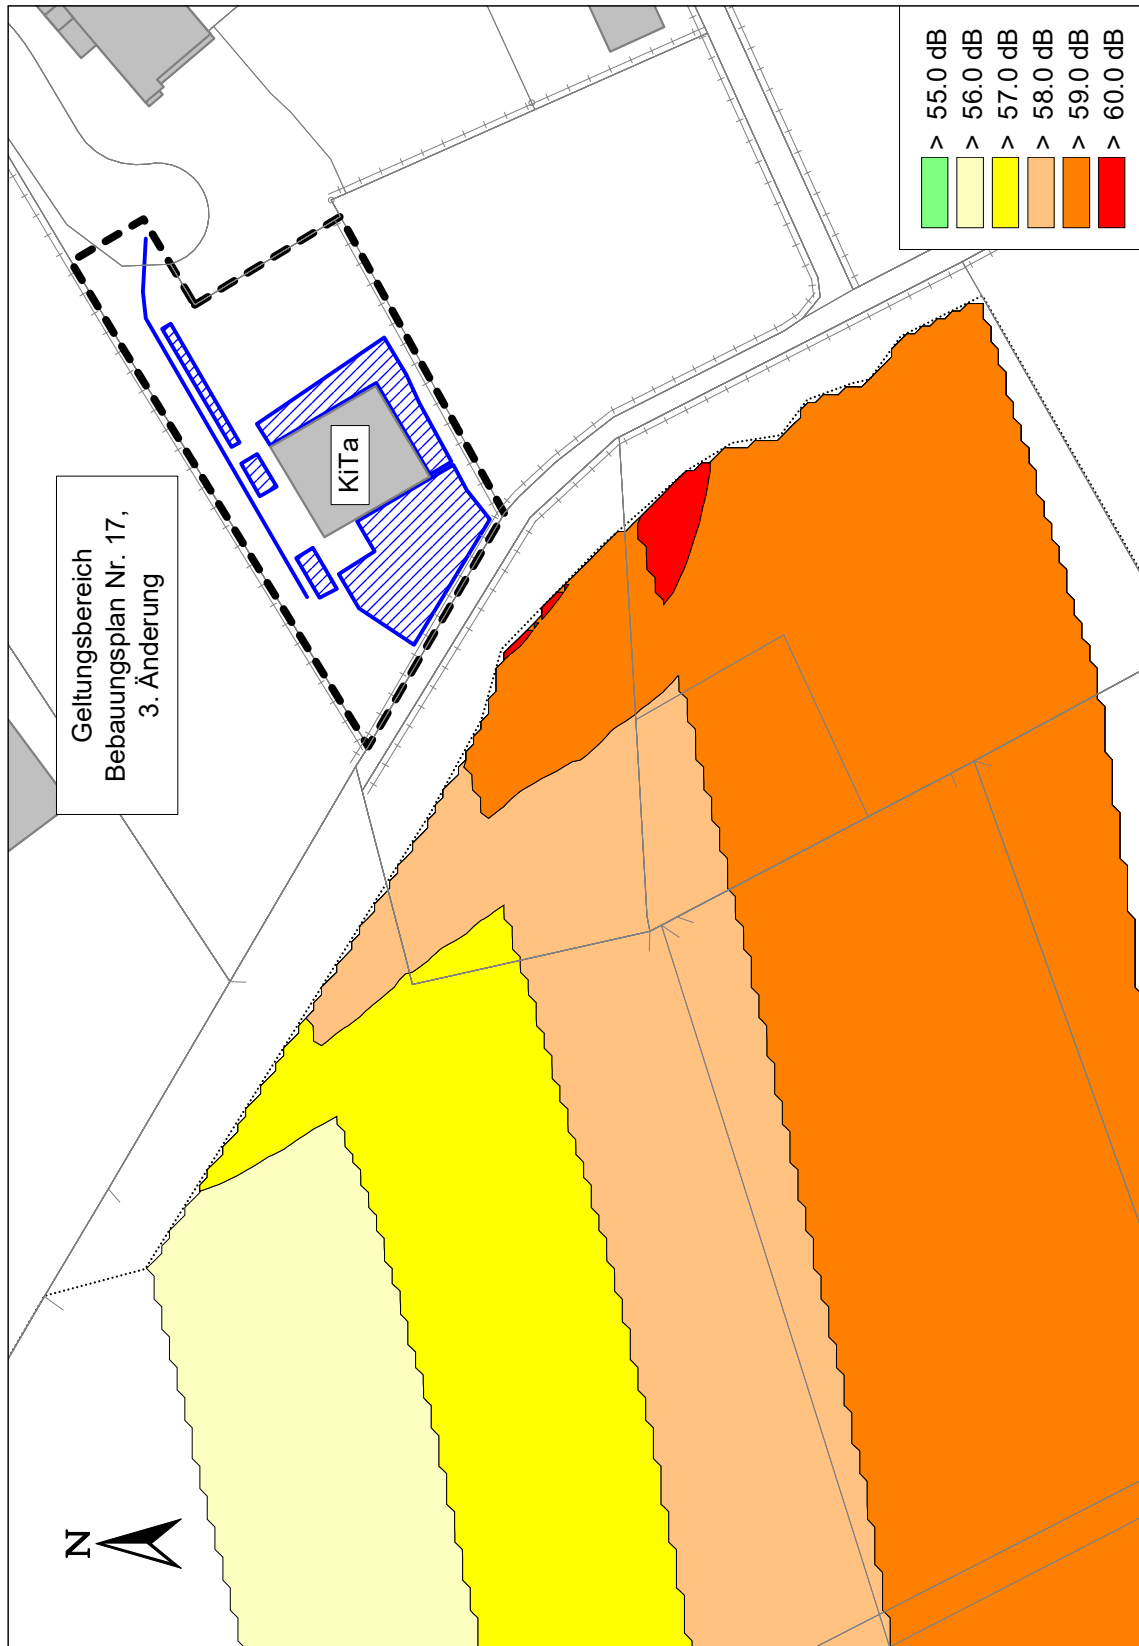 Geltungsbereich
Bebauungsplan Nr. 17,
3. Änderung
KiTa
N
> 55.0 dB
> 56.0 dB
> 57.0 dB
> 58.0 dB
> 59.0 dB
> 60.0 dB